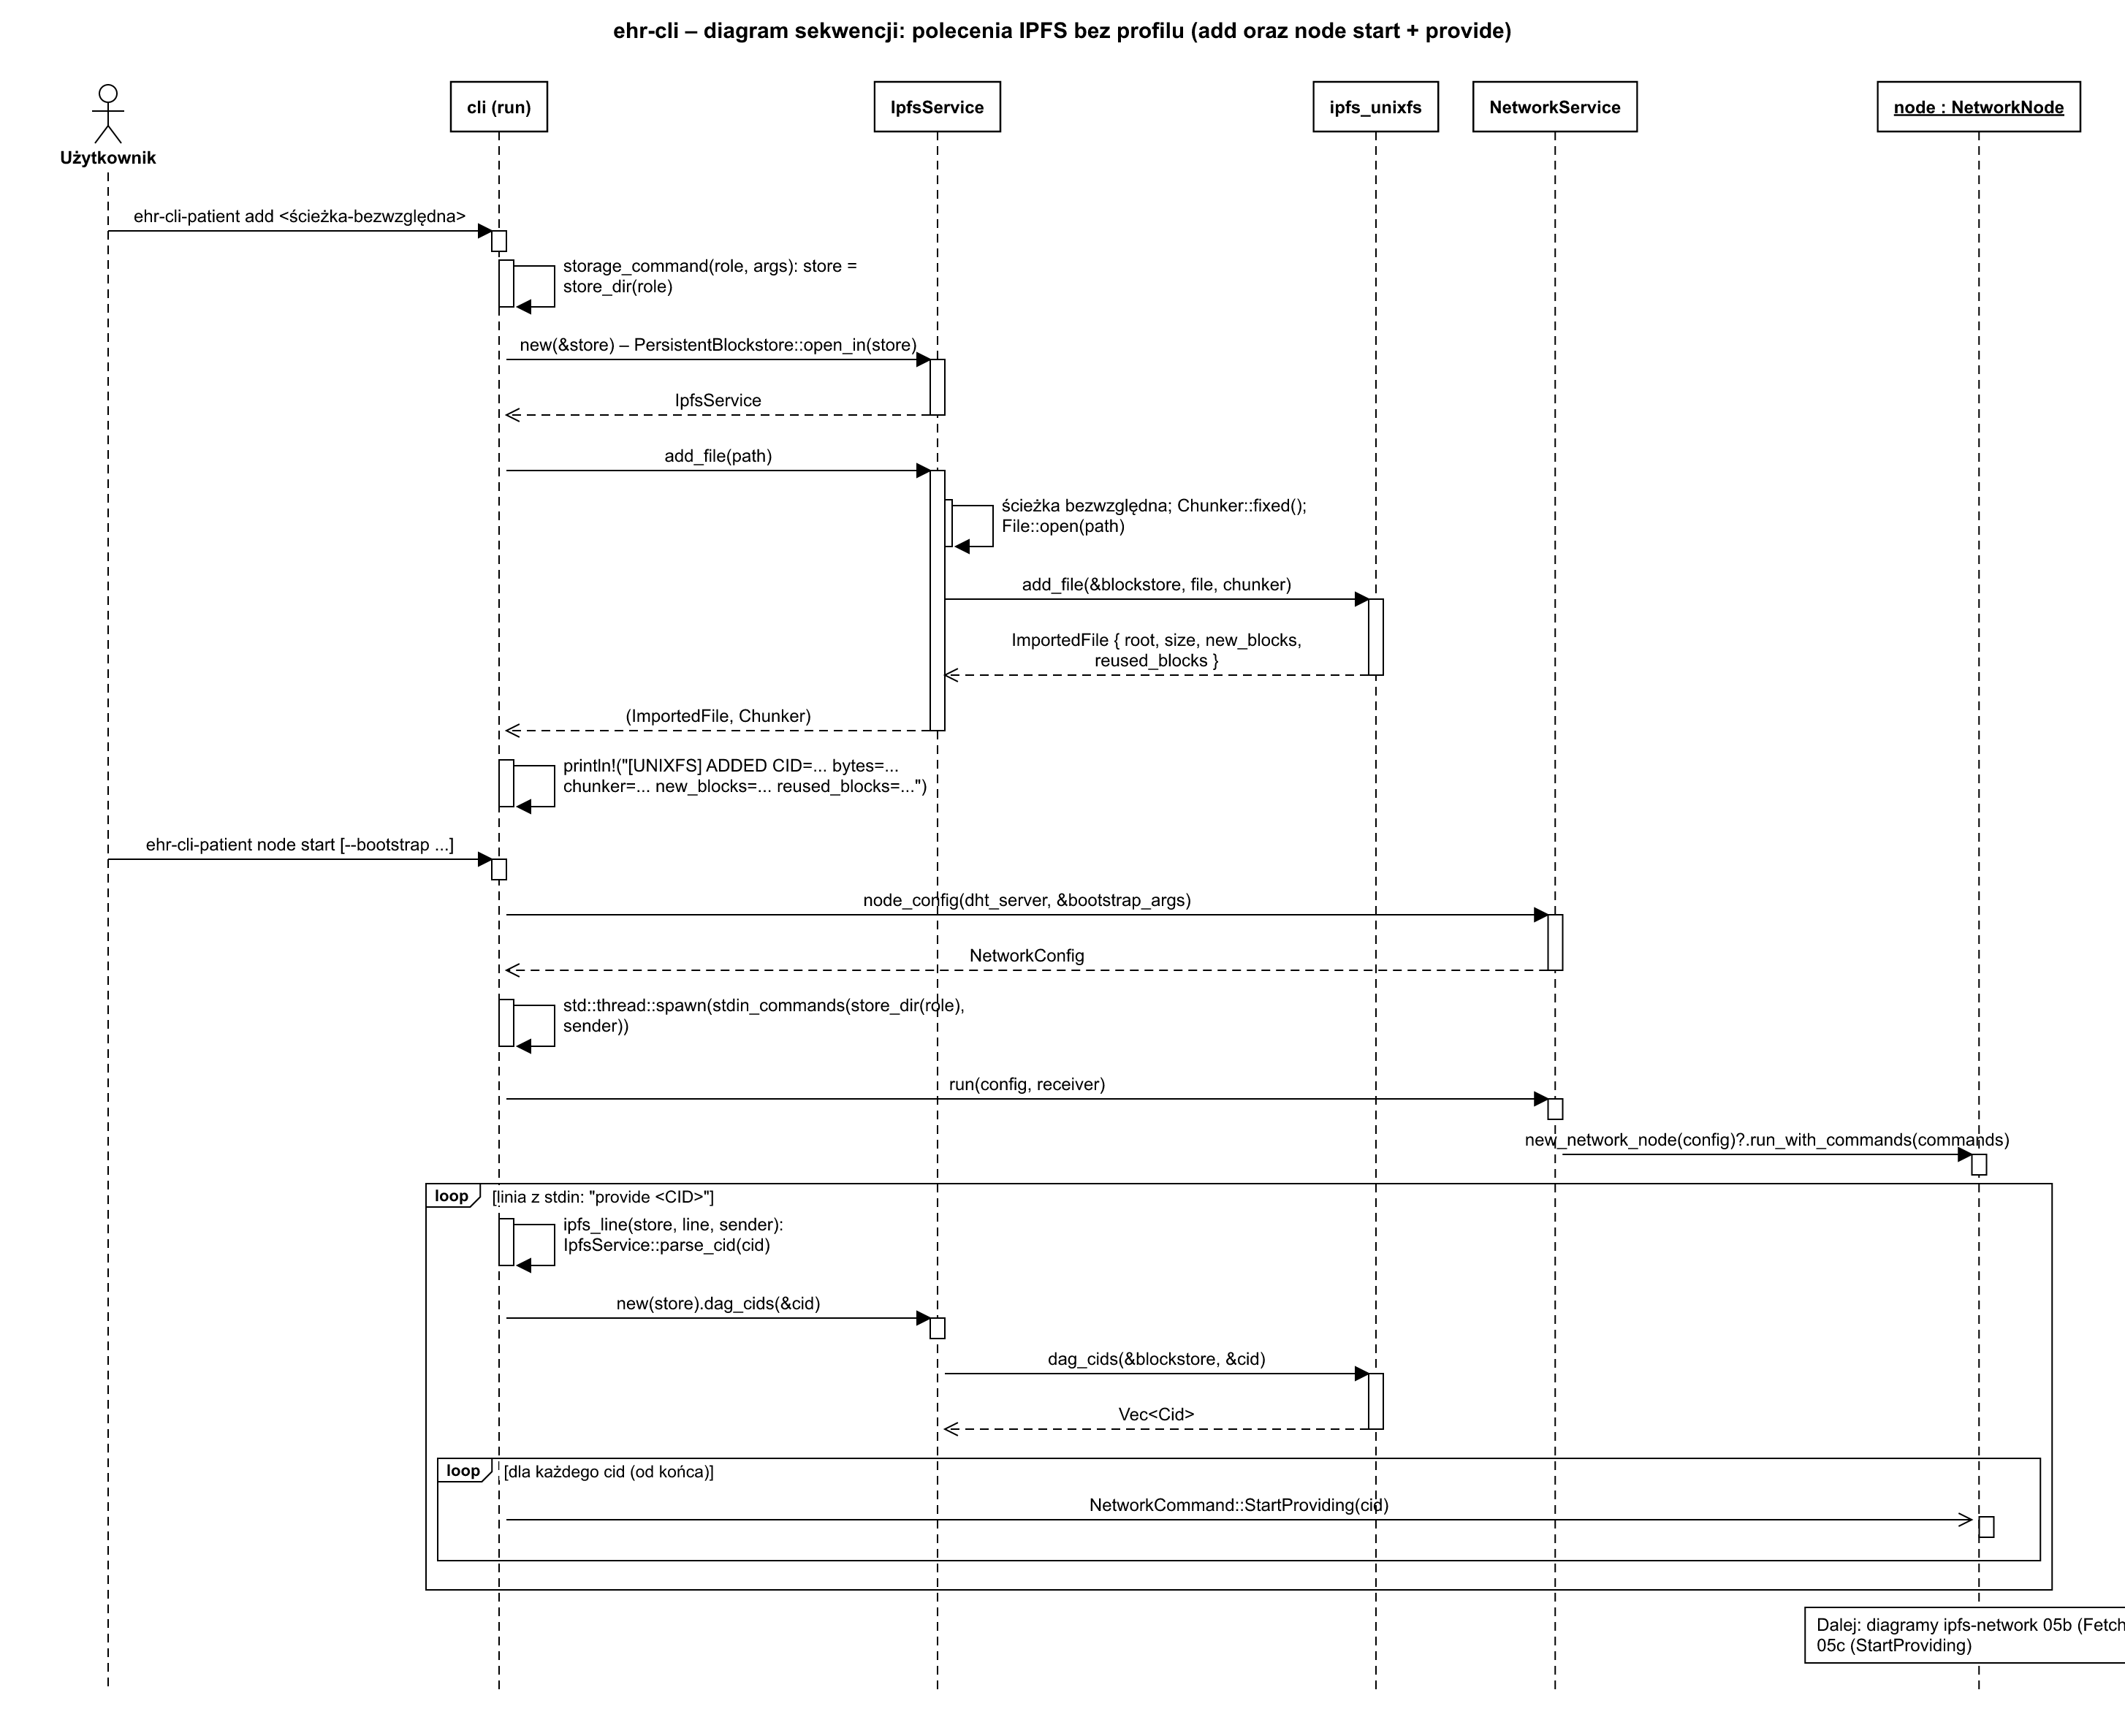 ehr-cli – diagram sekwencji: polecenia IPFS bez profilu (add oraz node start + provide)
Użytkownik
cli (run)
IpfsService
ipfs_unixfs
NetworkService
node : NetworkNode
ehr-cli-patient add <ścieżka-bezwzględna>
storage_command(role, args): store =
store_dir(role)
new(&store) – PersistentBlockstore::open_in(store)
IpfsService
add_file(path)
ścieżka bezwzględna; Chunker::fixed();
File::open(path)
add_file(&blockstore, file, chunker)
ImportedFile { root, size, new_blocks,
reused_blocks }
(ImportedFile, Chunker)
println!("[UNIXFS] ADDED CID=... bytes=...
chunker=... new_blocks=... reused_blocks=...")
ehr-cli-patient node start [--bootstrap ...]
node_config(dht_server, &bootstrap_args)
NetworkConfig
std::thread::spawn(stdin_commands(store_dir(role),
sender))
run(config, receiver)
new_network_node(config)?.run_with_commands(commands)
loop [linia z stdin: "provide <CID>"]
ipfs_line(store, line, sender):
IpfsService::parse_cid(cid)
new(store).dag_cids(&cid)
dag_cids(&blockstore, &cid)
Vec<Cid>
loop [dla każdego cid (od końca)]
NetworkCommand::StartProviding(cid)
Dalej: diagramy ipfs-network 05b (Fetch
05c (StartProviding)